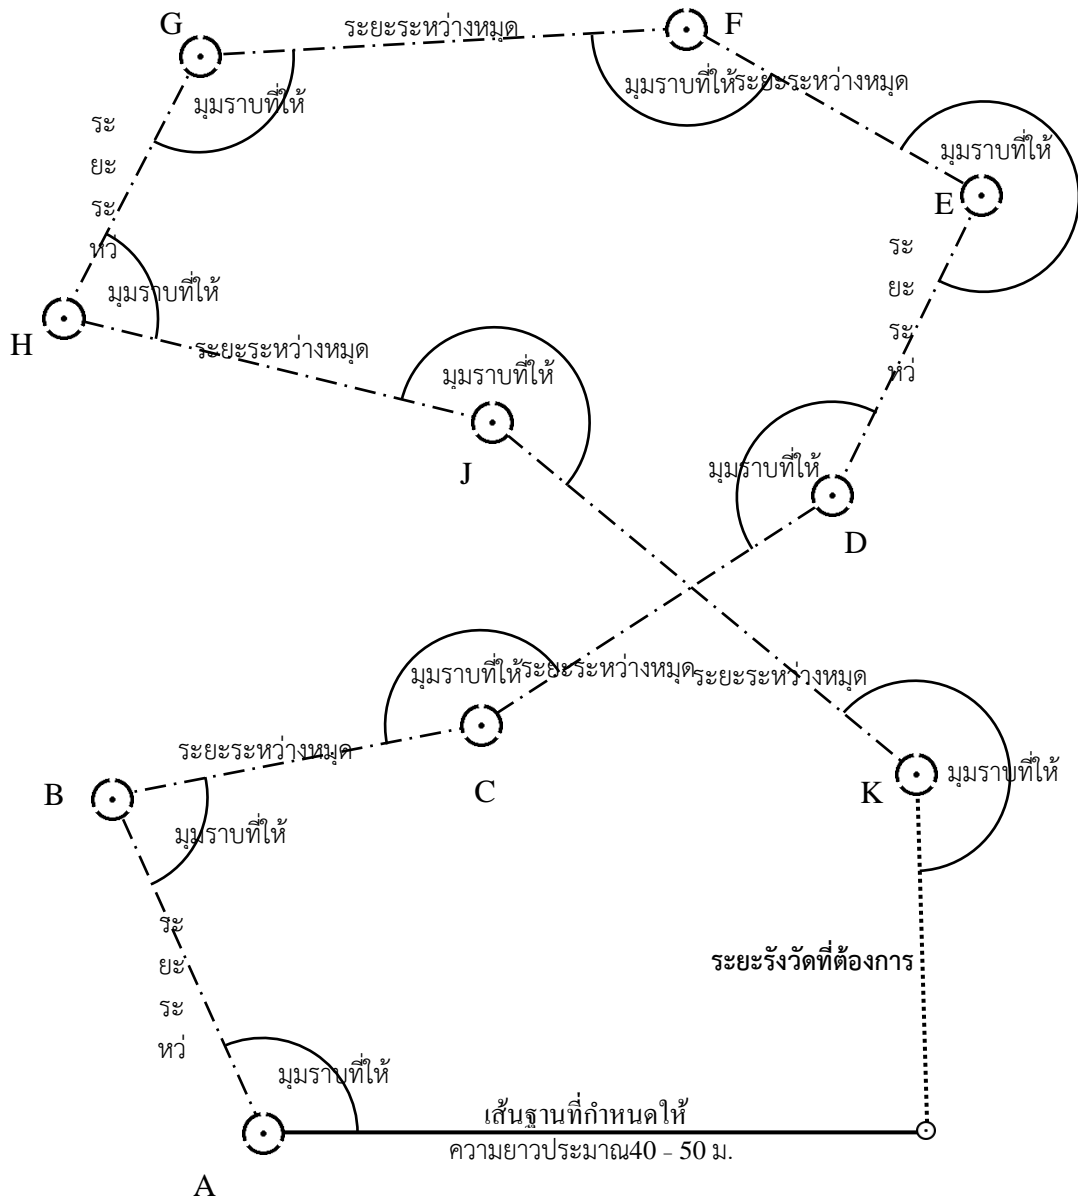 G
ระยะระหว่างหมุด
F
มุมราบที่ให้
มุมราบที่ให้
ระยะระหว่างหมุด
ระ
ยะ
ระ
หว่
มุมราบที่ให้
E
ระ
ยะ
ระ
หว่
มุมราบที่ให้
H
ระยะระหว่างหมุด
มุมราบที่ให้
J
มุมราบที่ให้
D
มุมราบที่ให้
ระยะระหว่างหมุด
ระยะระหว่างหมุด
ระยะระหว่างหมุด
B
C
K
มุมราบที่ให้
มุมราบที่ให้
ระ
ยะ
ระ
หว่
ระยะรังวัดที่ต้องการ
มุมราบที่ให้
เส้นฐานที่กำหนดให้
ความยาวประมาณ40 - 50 ม.
A